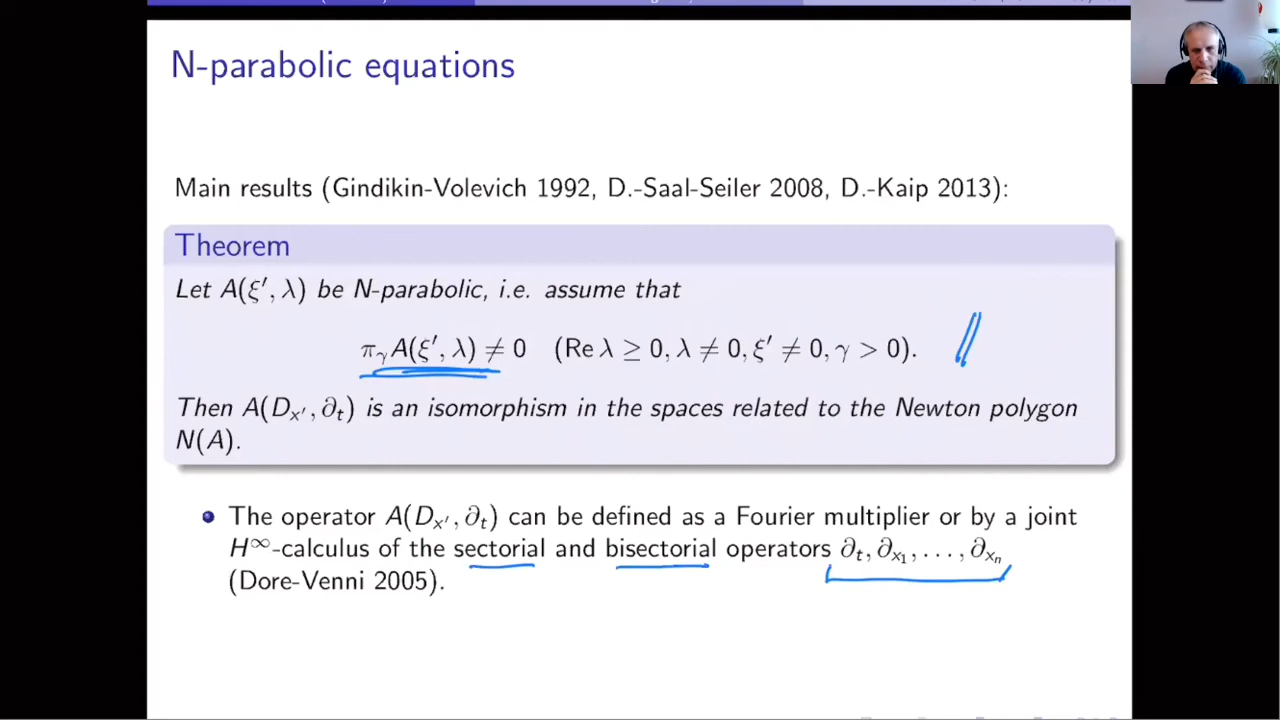 N-parabolic equations
Main results (Gindikin-Volevich 1992, D.-Saal-Seiler 2008, D.-Kaip 2013):
Theorem
Let A(ξ′, λ) be N-parabolic, i.e. assume that
π_γ A(ξ′, λ) ≠ 0 (Re λ ≥ 0, λ ≠ 0, ξ′ ≠ 0, γ > 0).
Then A(D_{x′}, ∂_t) is an isomorphism in the spaces related to the Newton polygon
N(A).
The operator A(D_{x′}, ∂_t) can be defined as a Fourier multiplier or by a joint
H^∞-calculus of the sectorial and bisectorial operators ∂_t, ∂_{x_1}, . . . , ∂_{x_n}
(Dore-Venni 2005).